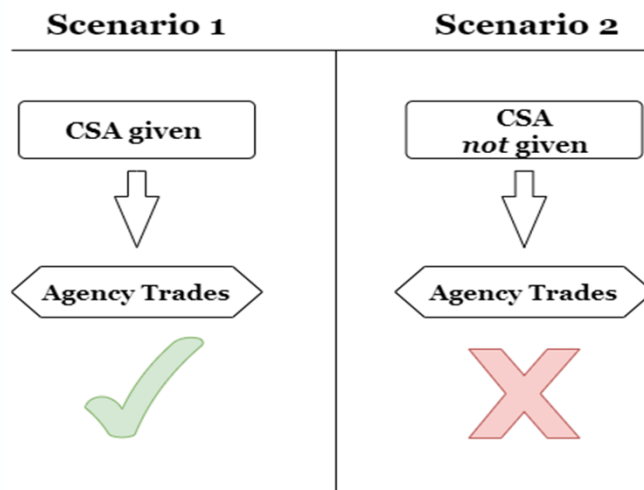 Scenario 1
CSA given
Agency Trades
Scenario 2
CSA
not given
Agency Trades